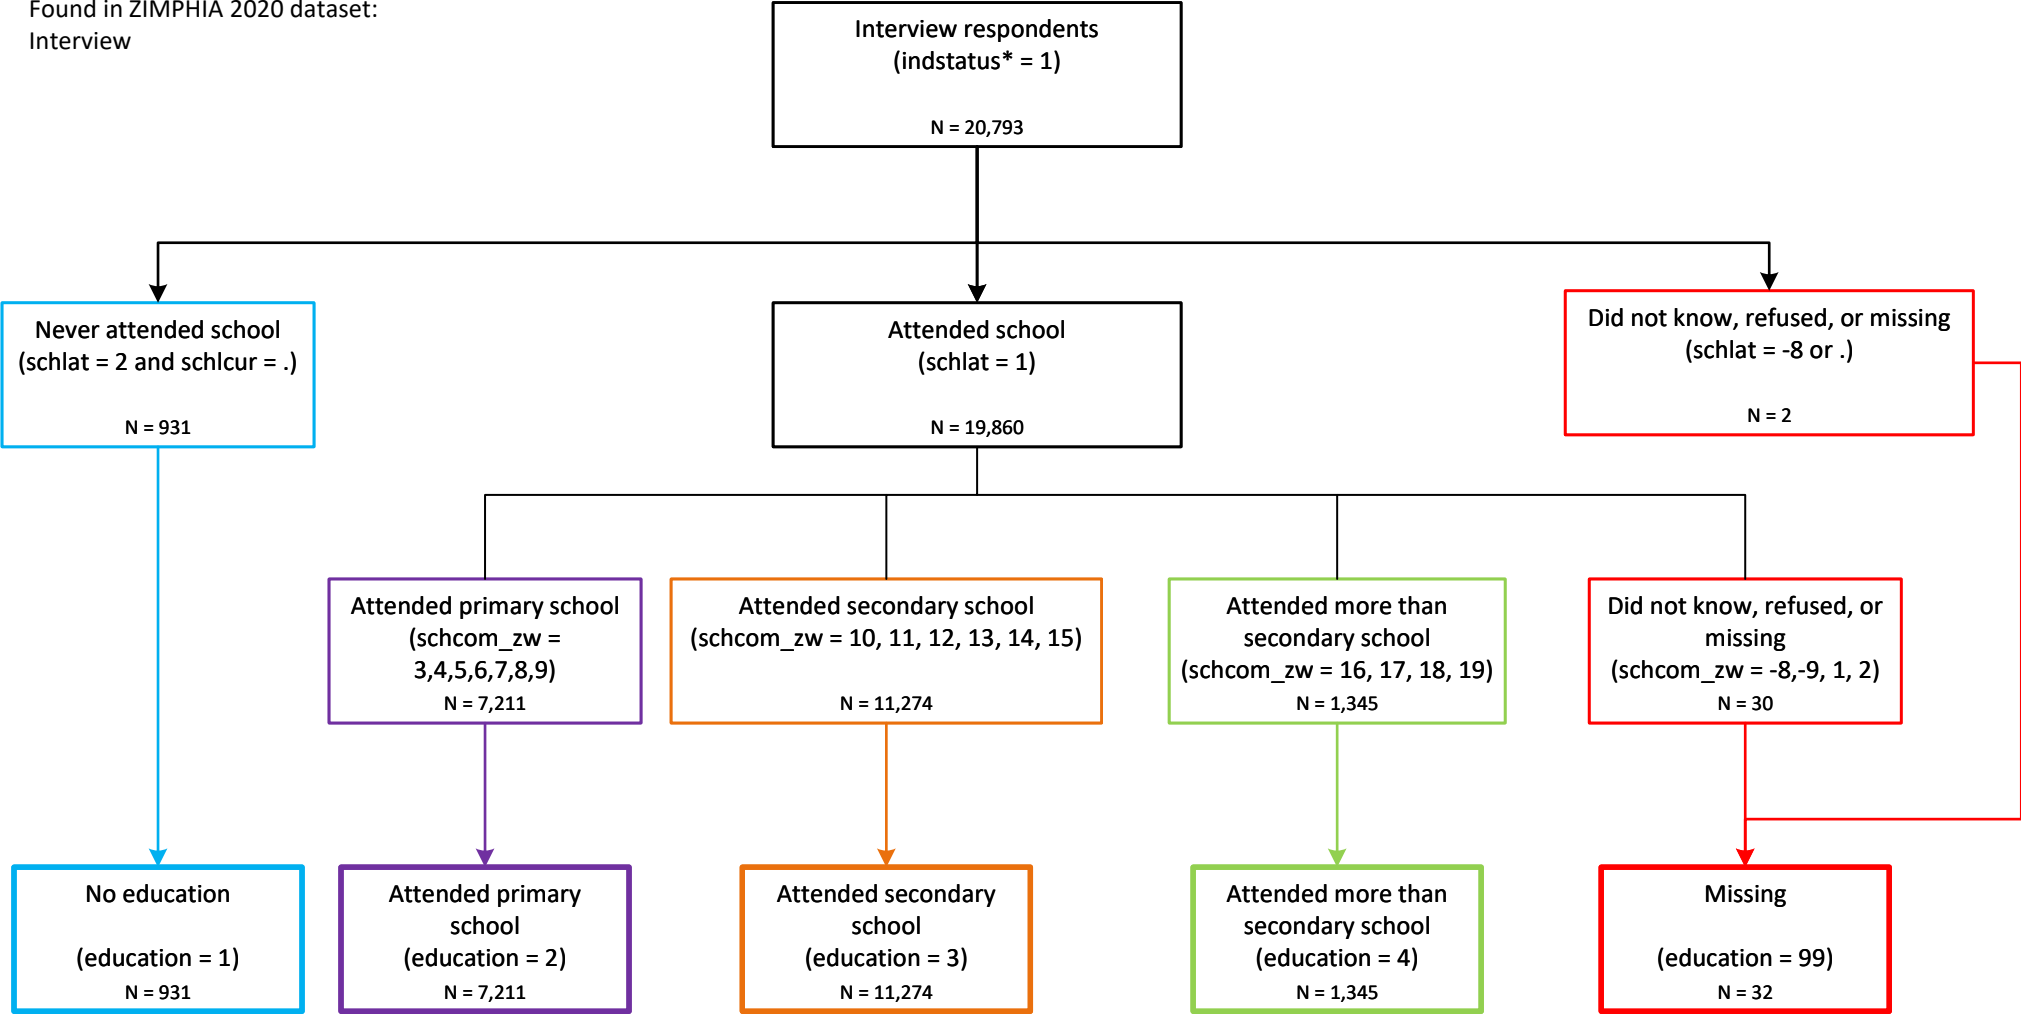 Found in ZIMPHIA 2020 dataset:
Interview
Interview respondents
(indstatus* = 1)
N = 20,793
Never attended school
(schlat = 2 and schlcur = .)
N = 931
Attended school
(schlat = 1)
N = 19,860
Did not know, refused, or missing
(schlat = -8 or .)
N = 2
Attended primary school
(schcom_zw =
3,4,5,6,7,8,9)
N = 7,211
Attended secondary school
(schcom_zw = 10, 11, 12, 13, 14, 15)
N = 11,274
Attended more than
secondary school
(schcom_zw = 16, 17, 18, 19)
N = 1,345
Did not know, refused, or
missing
(schcom_zw = -8,-9, 1, 2)
N = 30
No education
(education = 1)
N = 931
Attended primary
school
(education = 2)
N = 7,211
Attended secondary
school
(education = 3)
N = 11,274
Attended more than
secondary school
(education = 4)
N = 1,345
Missing
(education = 99)
N = 32